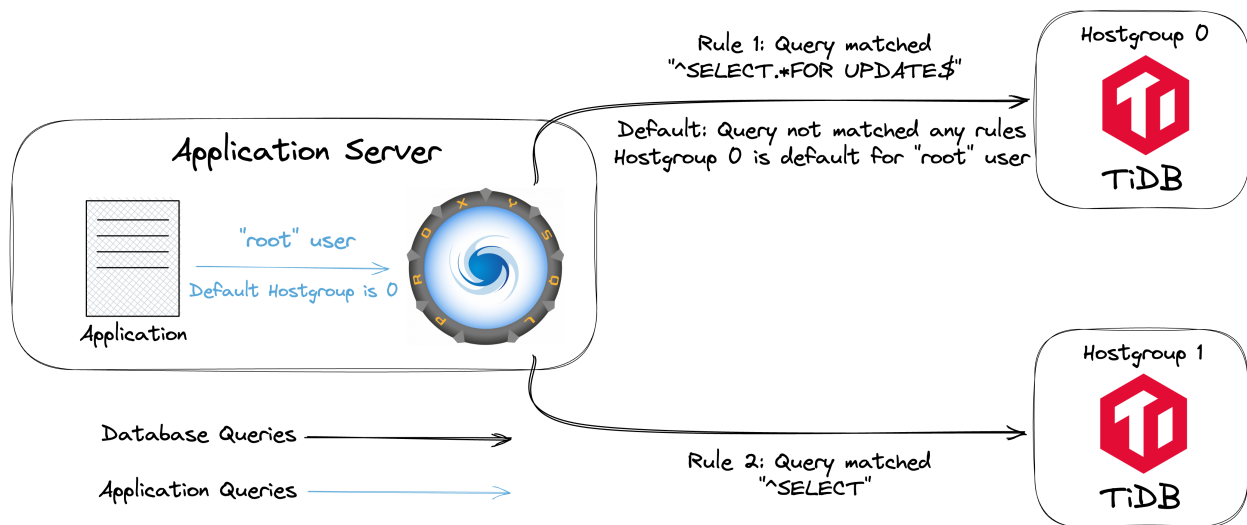 Rule 1: Query matched
"^SELECT.*FOR UPDATE$"
Default: Query not matched any rules
Hostgroup 0 is default for "root" user
Hostgroup 0
TiDB
Application Server
"root" user
Default Hostgroup is 0
Application
PROXYSQL
Database Queries
Application Queries
Rule 2: Query matched
"^SELECT"
Hostgroup 1
TiDB